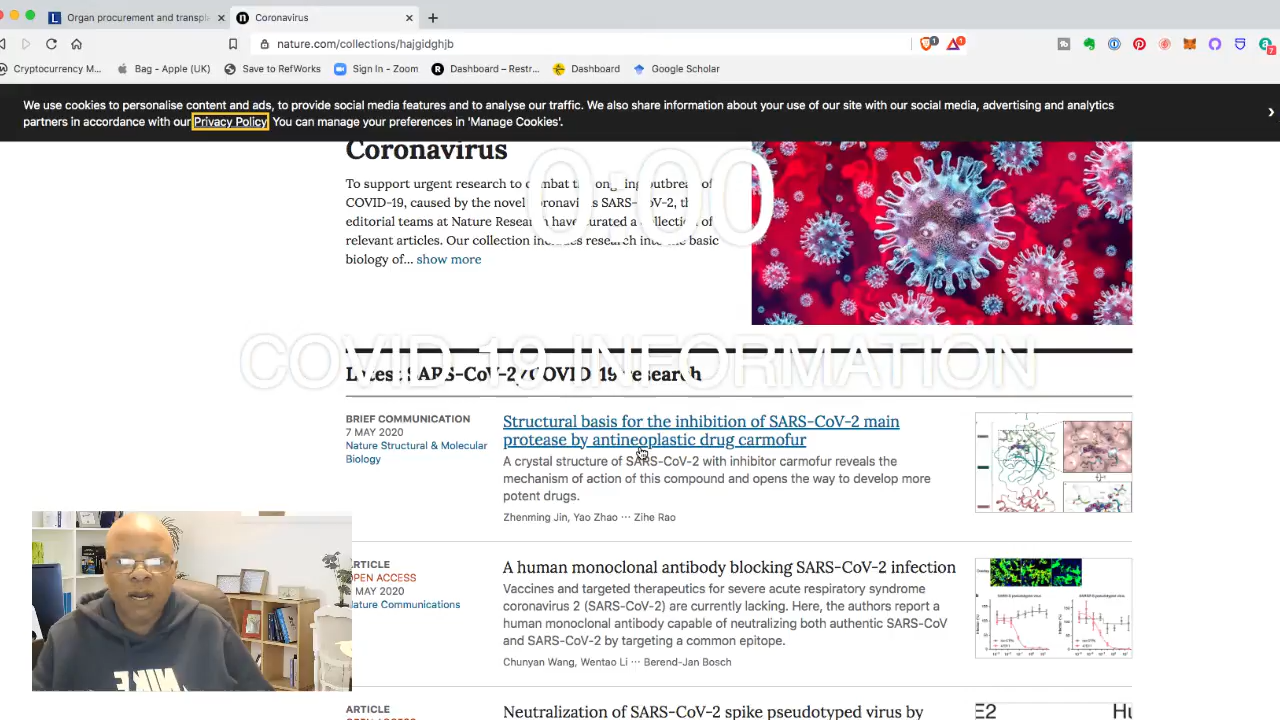 Organ procurement and transpl
Coronavirus
nature.com/collections/hajgidghjb
Cryptocurrency M...
Bag - Apple (UK)
Save to RefWorks
Sign In - Zoom
Dashboard – Restr...
Dashboard
Google Scholar
We use cookies to personalise content and ads, to provide social media features and to analyse our traffic. We also share information about your use of our site with our social media, advertising and analytics
partners in accordance with our Privacy Policy. You can manage your preferences in 'Manage Cookies'.
Coronavirus
0:00
To support urgent research to combat the ongoing outbreak of
COVID-19, caused by the novel coronavirus SARS-CoV-2, the
editorial teams at Nature Research have curated a collection of
relevant articles. Our collection includes research into the basic
biology of... show more
COVID 19 INFORMATION
Latest SARS-CoV-2/COVID-19 research
BRIEF COMMUNICATION
7 MAY 2020
Nature Structural & Molecular
Biology
Structural basis for the inhibition of SARS-CoV-2 main
protease by antineoplastic drug carmofur
A crystal structure of SARS-CoV-2 with inhibitor carmofur reveals the
mechanism of action of this compound and opens the way to develop more
potent drugs.
Zhenming Jin, Yao Zhao ··· Zihe Rao
ARTICLE
OPEN ACCESS
MAY 2020
Nature Communications
A human monoclonal antibody blocking SARS-CoV-2 infection
Vaccines and targeted therapeutics for severe acute respiratory syndrome
coronavirus 2 (SARS-CoV-2) are currently lacking. Here, the authors report a
human monoclonal antibody capable of neutralizing both authentic SARS-CoV
and SARS-CoV-2 by targeting a common epitope.
Chunyan Wang, Wentao Li ··· Berend-Jan Bosch
ARTICLE
OPEN ACCESS
Neutralization of SARS-CoV-2 spike pseudotyped virus by
E2
Hu
NIKE